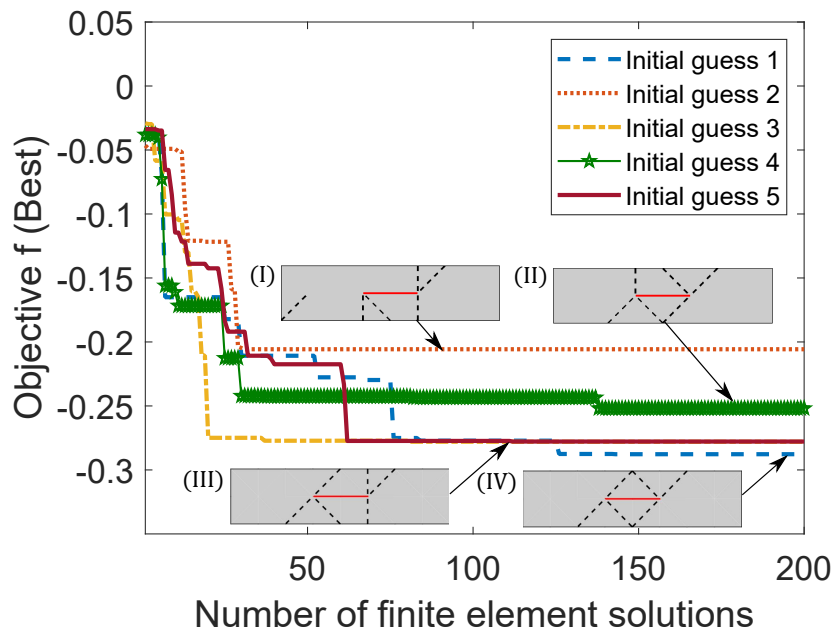 0.05
0
-0.05
-0.1
-0.15
-0.2
-0.25
-0.3
Objective f (Best)
Initial guess 1
Initial guess 2
Initial guess 3
Initial guess 4
Initial guess 5
(I)
(II)
(III)
(IV)
50
100
150
200
Number of finite element solutions